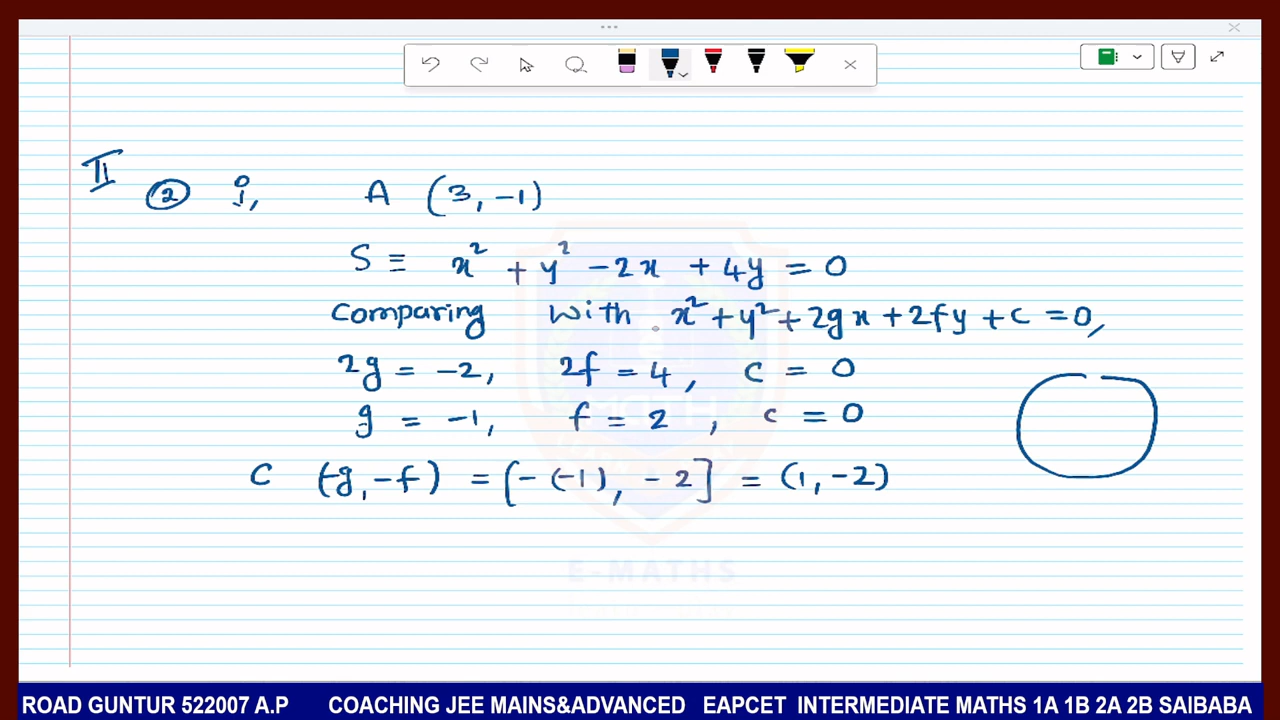 II
② i, A (3, -1)
S ≡ x² + y² - 2x + 4y = 0
Comparing with x² + y² + 2gx + 2fy + c = 0,
2g = -2, 2f = 4, c = 0
g = -1, f = 2, c = 0
C (-g, -f) = [-(-1), -2] = (1, -2)
E-MATHS
ROAD GUNTUR 522007 A.P COACHING JEE MAINS&ADVANCED EAPCET INTERMEDIATE MATHS 1A 1B 2A 2B SAIBABA